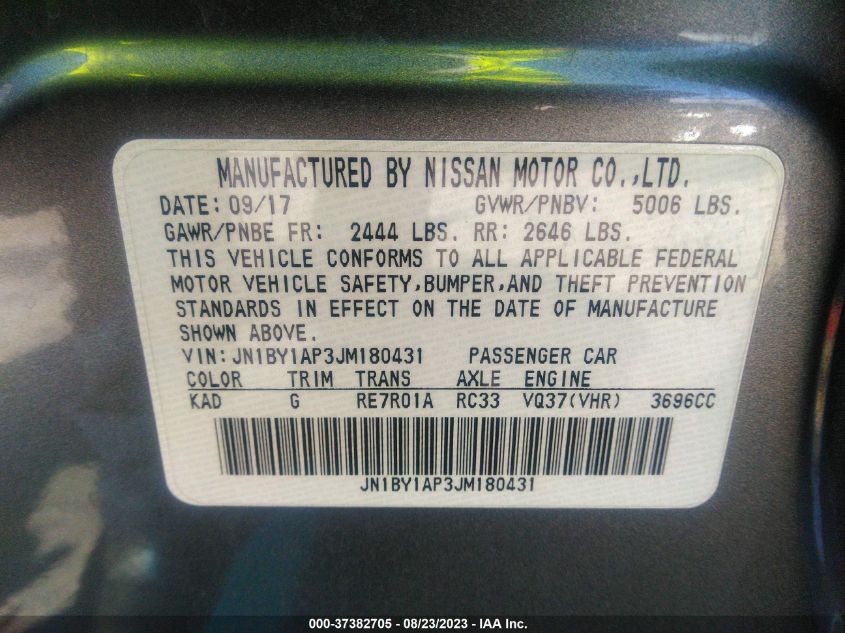 MANUFACTURED BY NISSAN MOTOR CO.,LTD.
DATE: 09/17 GVWR/PNBV: 5006 LBS.
GAWR/PNBE FR: 2444 LBS. RR: 2646 LBS.
THIS VEHICLE CONFORMS TO ALL APPLICABLE FEDERAL
MOTOR VEHICLE SAFETY,BUMPER,AND THEFT PREVENTION
STANDARDS IN EFFECT ON THE DATE OF MANUFACTURE
SHOWN ABOVE.
VIN: JN1BY1AP3JM180431 PASSENGER CAR
COLOR TRIM TRANS AXLE ENGINE
KAD G RE7R01A RC33 VQ37(VHR) 3696CC
JN1BY1AP3JM180431
000-37382705 - 08/23/2023 - IAA Inc.